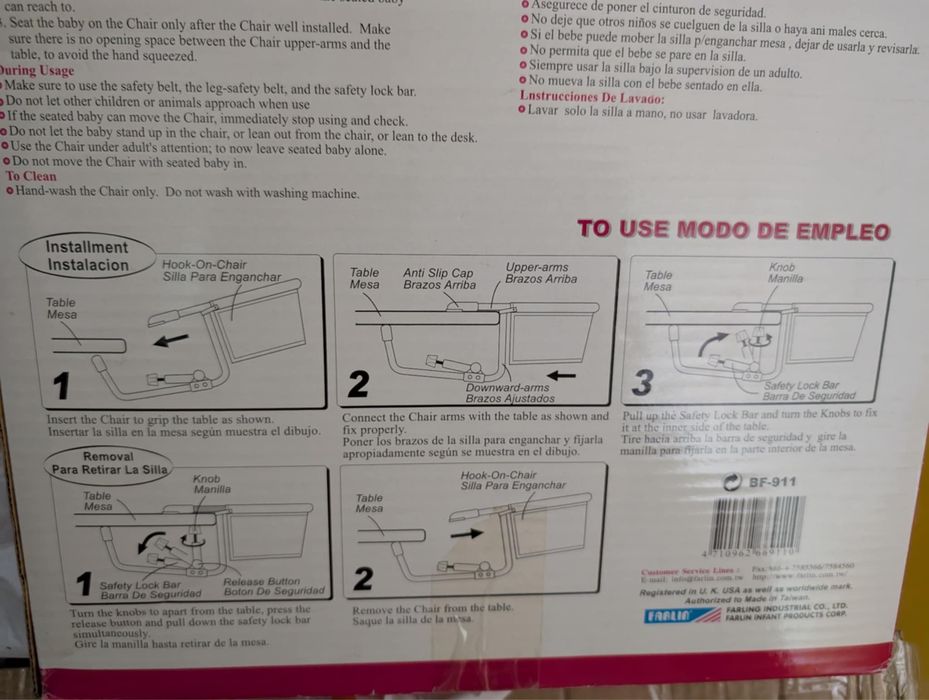 can reach to.
. Seat the baby on the Chair only after the Chair well installed. Make
sure there is no opening space between the Chair upper-arms and the
table, to avoid the hand squeezed.
During Usage
Make sure to use the safety belt, the leg-safety belt, and the safety lock bar.
Do not let other children or animals approach when use
If the seated baby can move the Chair, immediately stop using and check.
Do not let the baby stand up in the chair, or lean out from the chair, or lean to the desk.
Use the Chair under adult's attention; to now leave seated baby alone.
Do not move the Chair with seated baby in.
To Clean
Hand-wash the Chair only. Do not wash with washing machine.
Asegurece de poner el cinturon de seguridad.
No deje que otros niños se cuelguen de la silla o haya ani males cerca.
Si el bebe puede mober la silla p/enganchar mesa , dejar de usarla y revisarla.
No permita que el bebe se pare en la silla.
Siempre usar la silla bajo la supervision de un adulto.
No mueva la silla con el bebe sentado en ella.
Lnstrucciones De Lavado:
Lavar solo la silla a mano, no usar lavadora.
TO USE MODO DE EMPLEO
Installment
Instalacion
Hook-On-Chair
Silla Para Enganchar
Table
Mesa
1
Insert the Chair to grip the table as shown.
Insertar la silla en la mesa según muestra el dibujo.
Table
Mesa
Anti Slip Cap
Brazos Arriba
Upper-arms
Brazos Arriba
2
Downward-arms
Brazos Ajustados
Connect the Chair arms with the table as shown and
fix properly.
Poner los brazos de la silla para enganchar y fijarla
apropiadamente según se muestra en el dibujo.
Table
Mesa
Knob
Manilla
3
Safety Lock Bar
Barra De Seguridad
Pull up the Safety Lock Bar and turn the Knobs to fix
it at the inner side of the table.
Tire hacia arriba la barra de seguridad y gire la
manilla para fijarla en la parte interior de la mesa.
Removal
Para Retirar La Silla
Knob
Manilla
Table
Mesa
1
Safety Lock Bar
Barra De Seguridad
Release Button
Boton De Seguridad
Turn the knobs to apart from the table, press the
release button and pull down the safety lock bar
simultancously.
Gire la manilla hasta retirar de la mesa.
Hook-On-Chair
Silla Para Enganchar
Table
Mesa
2
Remove the Chair from the table.
Saque la silla de la mesa.
BF-911
4 710962 669110
Customer Service Lines :
E-mail: info@farlin.com.tw http://www.farlin.com.tw/
Registered in U. K. USA as well as worldwide mark.
Authorized to Made in Taiwan.
FARLIN
FARLING INDUSTRIAL CO., LTD.
FARLIN INFANT PRODUCTS CORP.